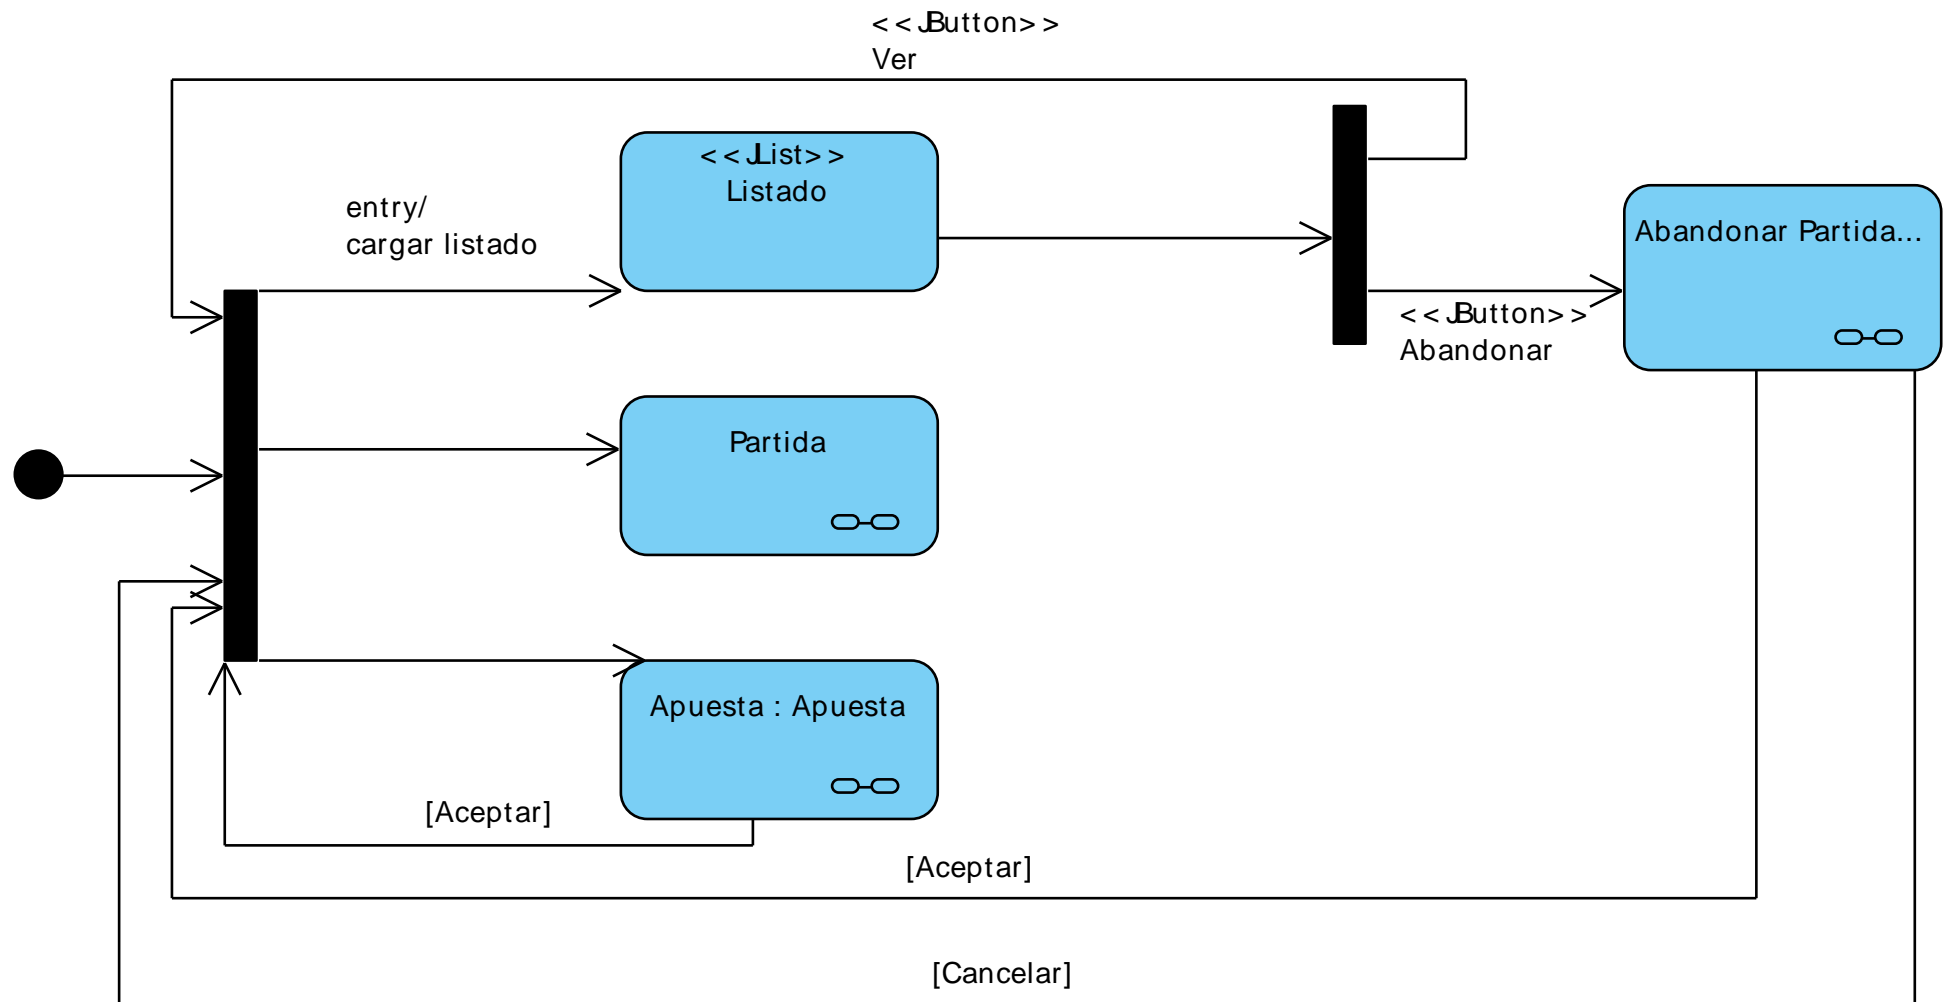 <<JButton>>
Ver
<<JList>>
Listado
entry/
cargar listado
Abandonar Partida...
<<JButton>>
Abandonar
Partida
Apuesta : Apuesta
[Aceptar]
[Aceptar]
[Cancelar]